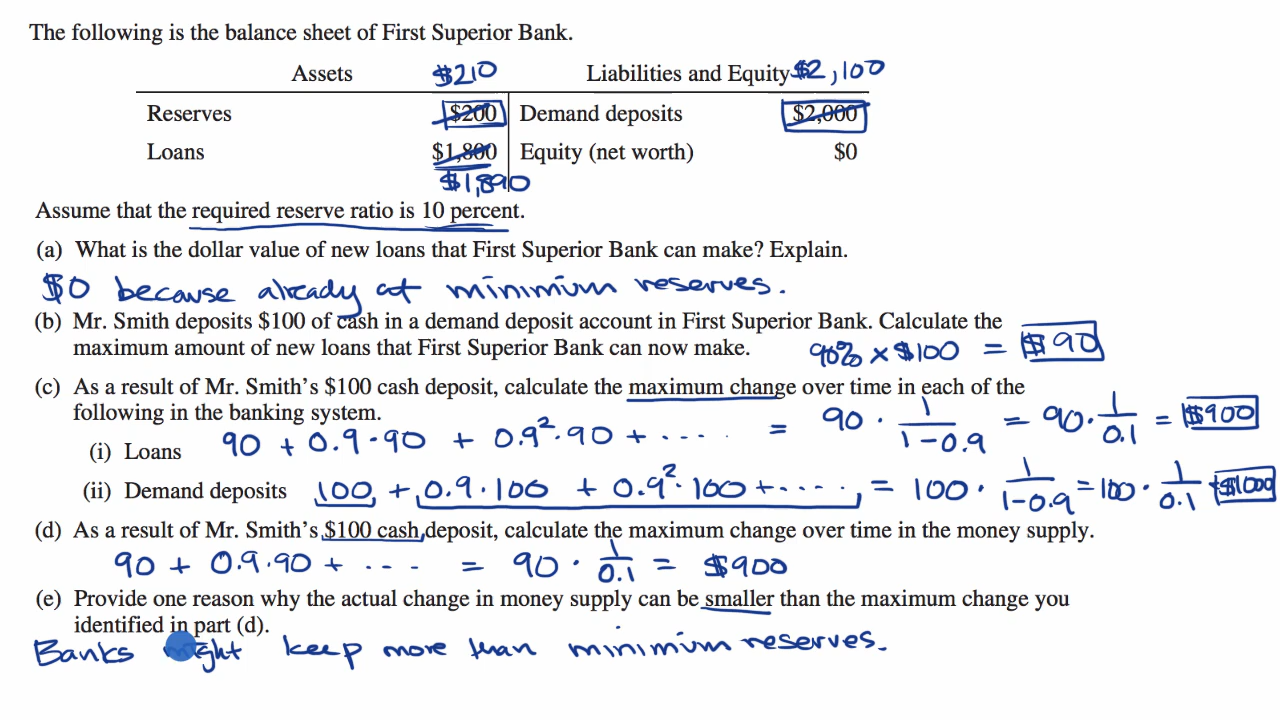 The following is the balance sheet of First Superior Bank.
Assets $210 Liabilities and Equity $2,100
Reserves $200 Demand deposits $2,000
Loans $1,800 Equity (net worth) $0
$1,890
Assume that the required reserve ratio is 10 percent.
(a) What is the dollar value of new loans that First Superior Bank can make? Explain.
$0 because already at minimum reserves.
(b) Mr. Smith deposits $100 of cash in a demand deposit account in First Superior Bank. Calculate the
maximum amount of new loans that First Superior Bank can now make. 90% × $100 = $90
(c) As a result of Mr. Smith's $100 cash deposit, calculate the maximum change over time in each of the
following in the banking system.
(i) Loans 90 + 0.9·90 + 0.9²·90 + ···· = 90 · 1/(1-0.9) = 90 · 1/0.1 = $900
(ii) Demand deposits 100 + 0.9·100 + 0.9²·100 + ···· = 100 · 1/(1-0.9) = 100 · 1/0.1 = $1000
(d) As a result of Mr. Smith's $100 cash deposit, calculate the maximum change over time in the money supply.
90 + 0.9·90 + ···· = 90 · 1/0.1 = $900
(e) Provide one reason why the actual change in money supply can be smaller than the maximum change you
identified in part (d).
Banks might keep more than minimum reserves.